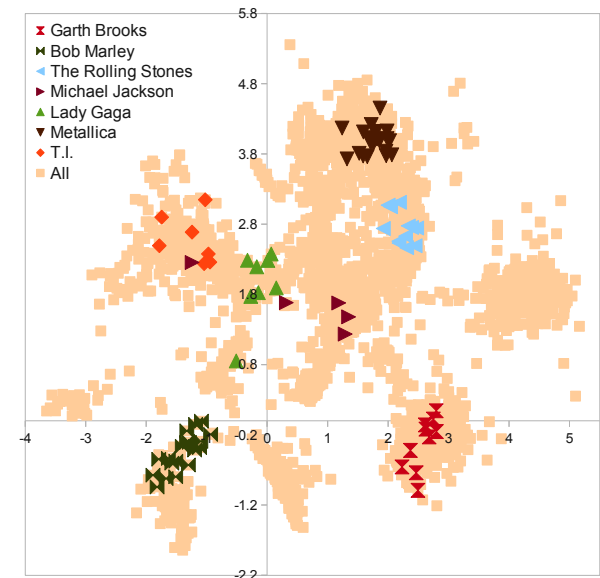 5.8
Garth Brooks
Bob Marley
The Rolling Stones
Michael Jackson
Lady Gaga
Metallica
T.I.
All
4.8
3.8
2.8
1.8
0.8
-0.2
-4 -3 -2 -1 0 1 2 3 4 5
-1.2
-2.2